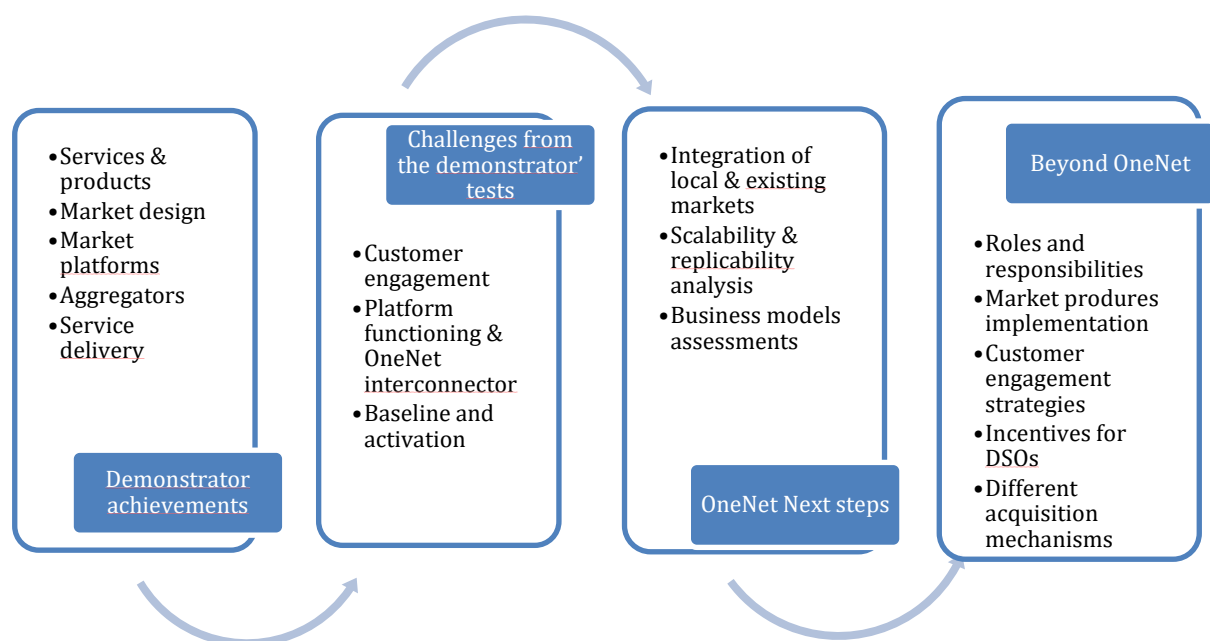 •Services &
products
•Market design
•Market
platforms
•Aggregators
•Service
delivery
Demonstrator
achievements
Challenges from
the demonstrator’
tests
•Customer
engagement
•Platform
functioning &
OneNet
interconnector
•Baseline and
activation
•Integration of
local & existing
markets
•Scalability &
replicability
analysis
•Business models
assessments
OneNet Next steps
Beyond OneNet
•Roles and
responsibilities
•Market produres
implementation
•Customer
engagement
strategies
•Incentives for
DSOs
•Different
acquisition
mechanisms